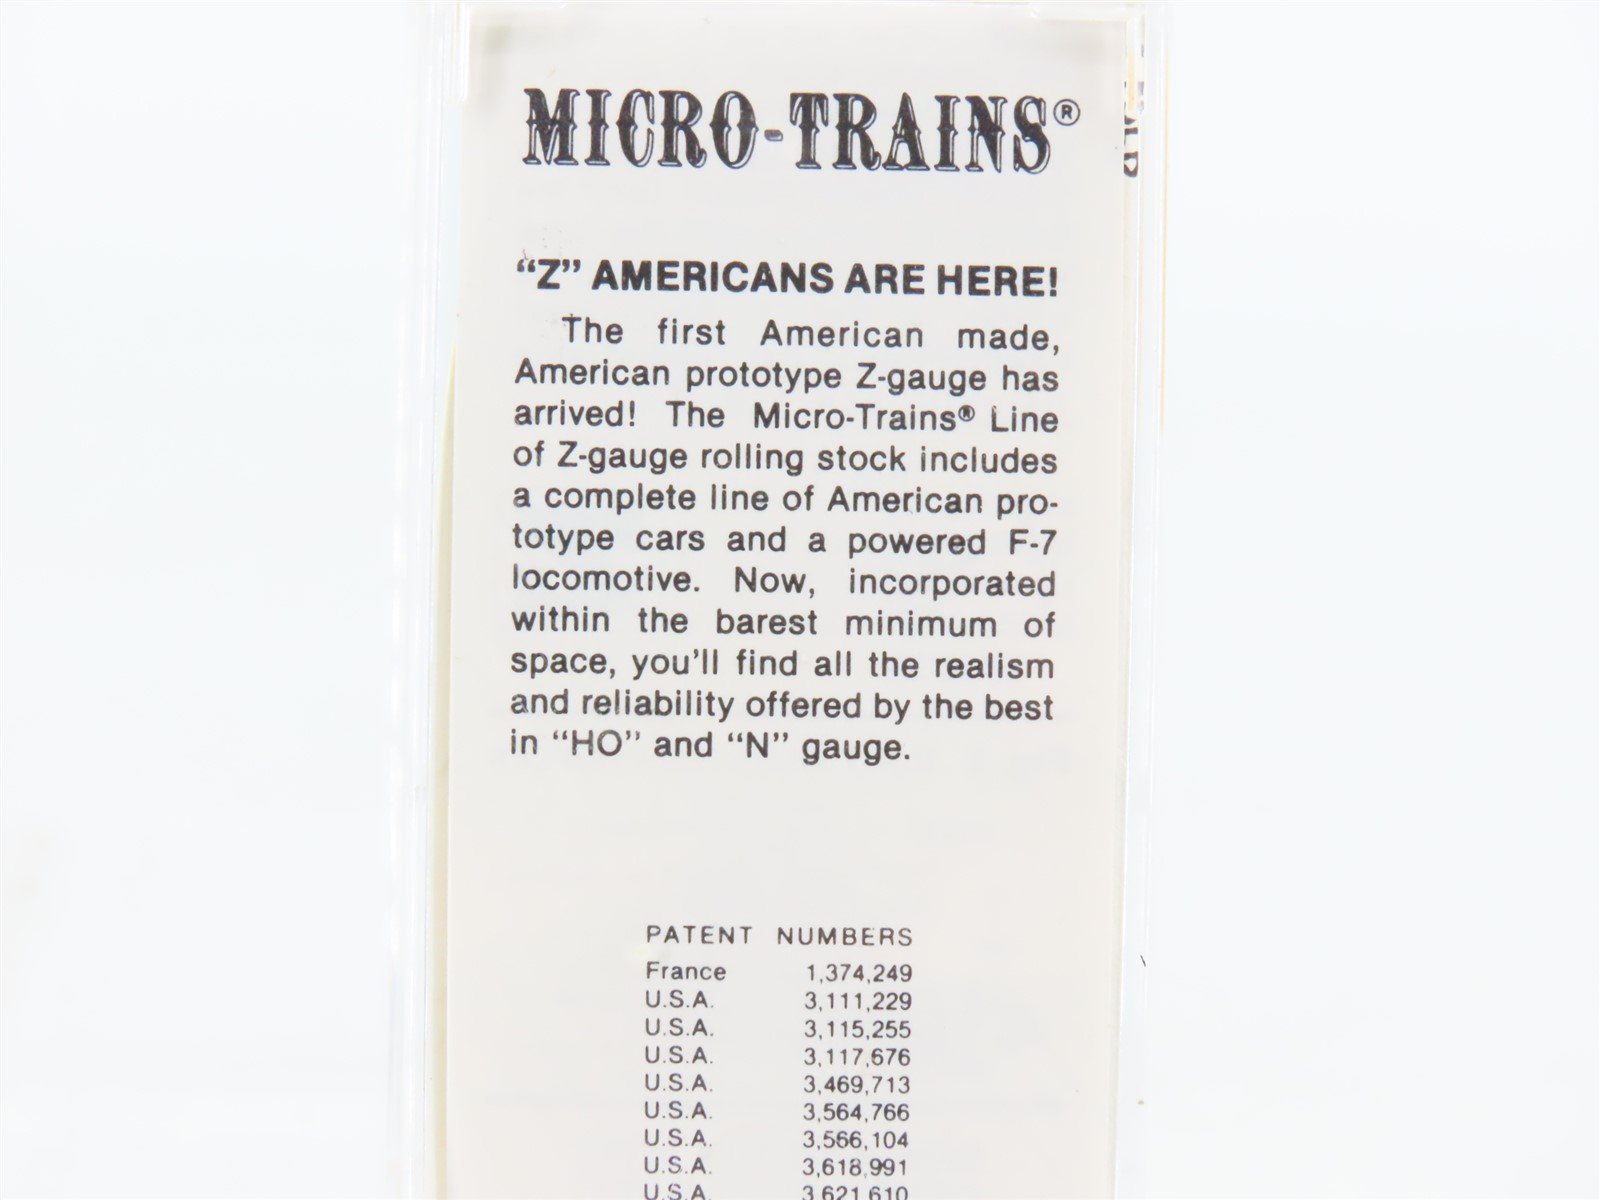 MICRO-TRAINS®
“Z” AMERICANS ARE HERE!
The first American made,
American prototype Z-gauge has
arrived! The Micro-Trains® Line
of Z-gauge rolling stock includes
a complete line of American pro-
totype cars and a powered F-7
locomotive. Now, incorporated
within the barest minimum of
space, you'll find all the realism
and reliability offered by the best
in “HO” and “N” gauge.
PATENT NUMBERS
France 1,374,249
U.S.A. 3,111,229
U.S.A. 3,115,255
U.S.A. 3,117,676
U.S.A. 3,469,713
U.S.A. 3,564,766
U.S.A. 3,566,104
U.S.A. 3,618,991
U.S.A. 3,621,610